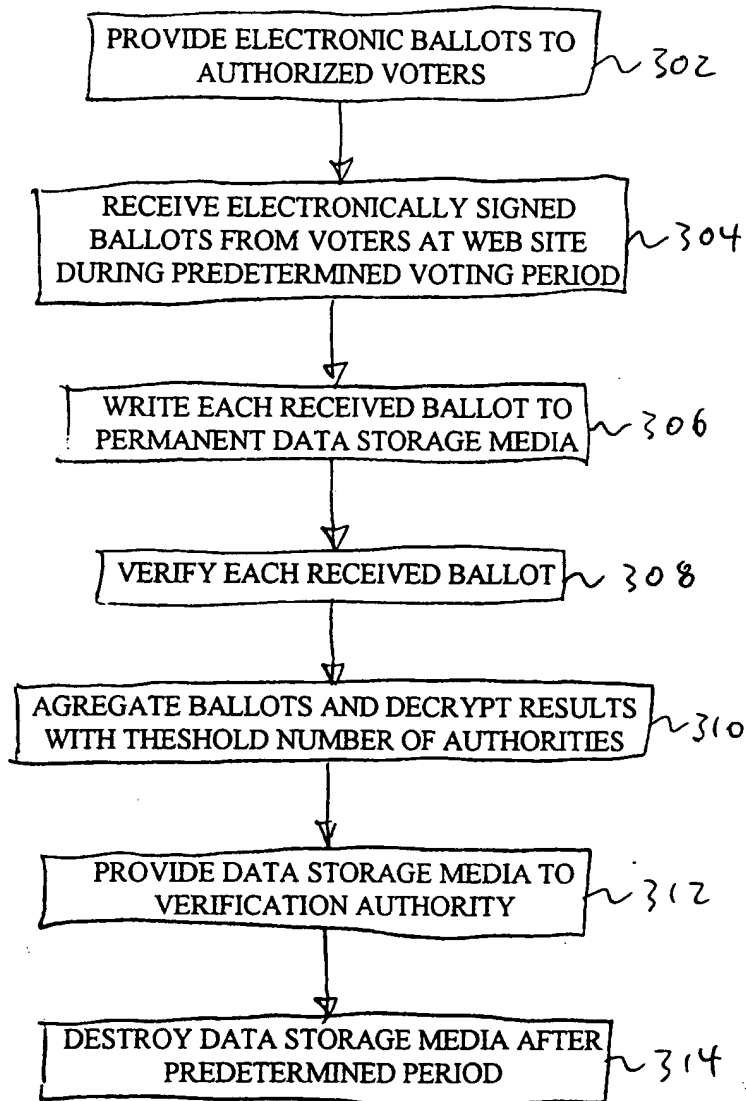 PROVIDE ELECTRONIC BALLOTS TO
AUTHORIZED VOTERS
302
RECEIVE ELECTRONICALLY SIGNED
BALLOTS FROM VOTERS AT WEB SITE
DURING PREDETERMINED VOTING PERIOD
304
WRITE EACH RECEIVED BALLOT TO
PERMANENT DATA STORAGE MEDIA
306
VERIFY EACH RECEIVED BALLOT
308
AGREGATE BALLOTS AND DECRYPT RESULTS
WITH THESHOLD NUMBER OF AUTHORITIES
310
PROVIDE DATA STORAGE MEDIA TO
VERIFICATION AUTHORITY
312
DESTROY DATA STORAGE MEDIA AFTER
PREDETERMINED PERIOD
314